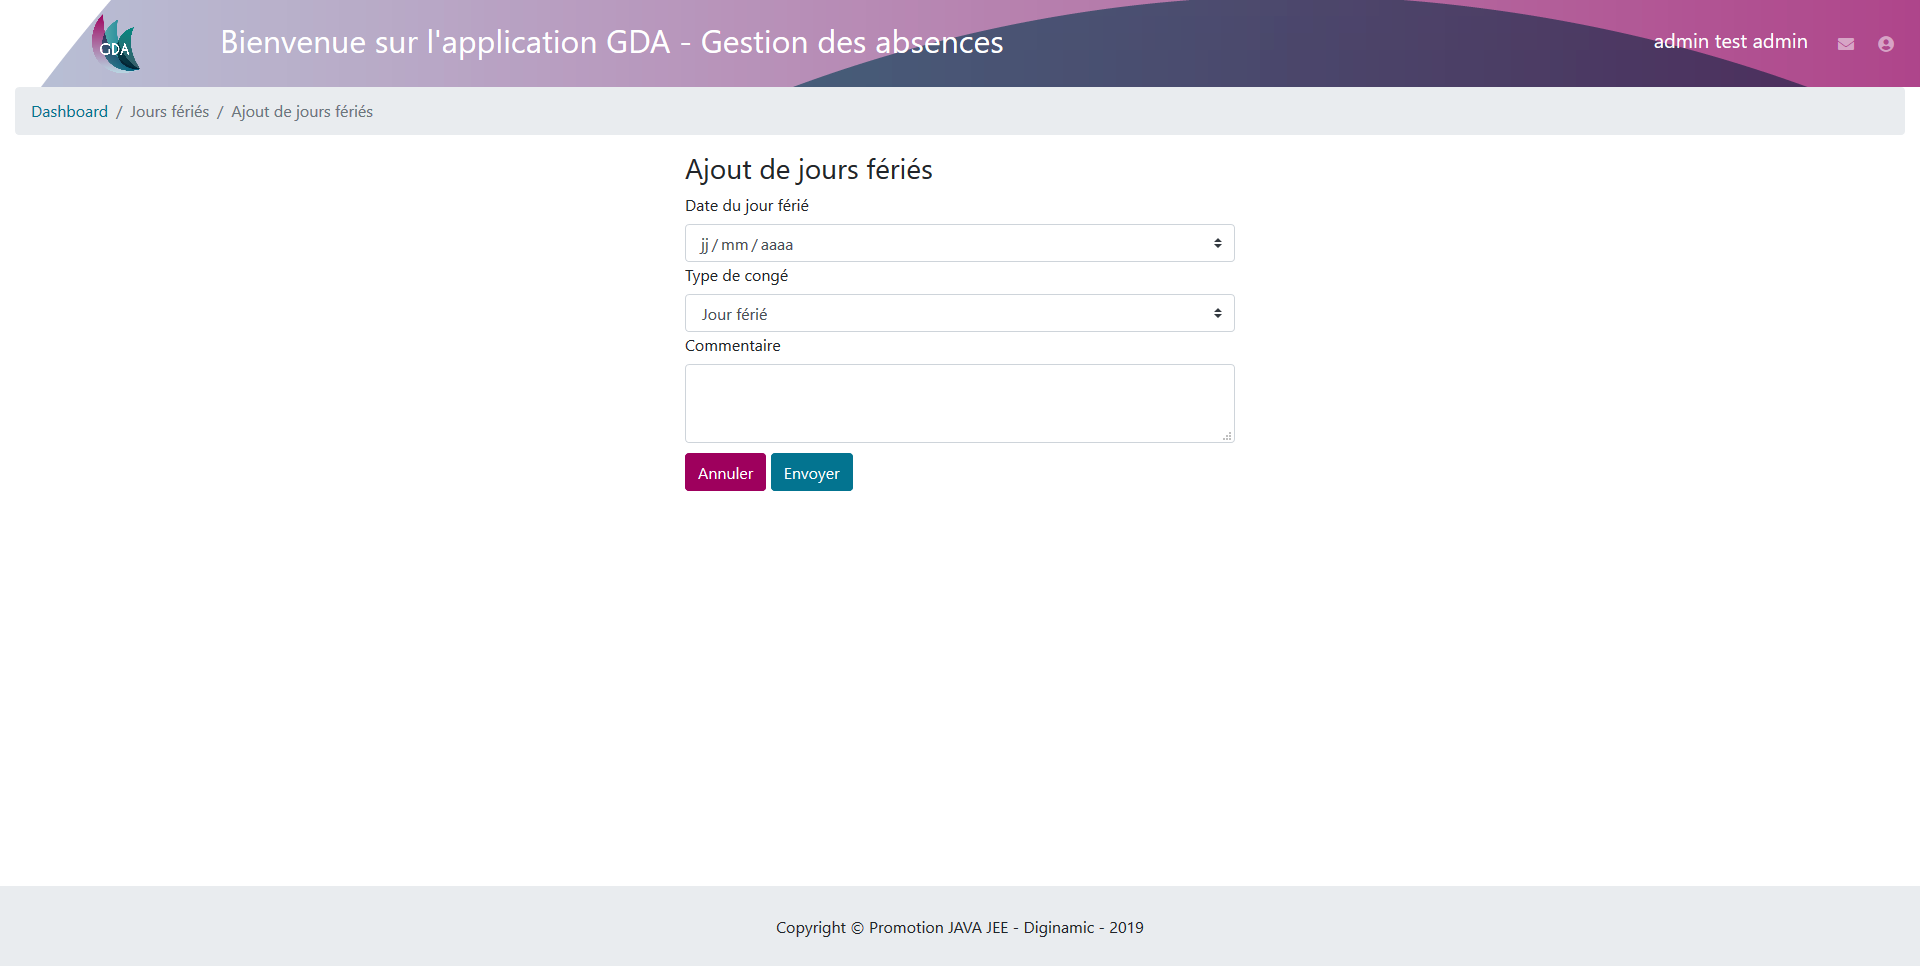 GDA
Bienvenue sur l'application GDA - Gestion des absences
admin test admin
Dashboard / Jours fériés / Ajout de jours fériés
Ajout de jours fériés
Date du jour férié
jj / mm / aaaa
Type de congé
Jour férié
Commentaire
Annuler Envoyer
Copyright © Promotion JAVA JEE - Diginamic - 2019